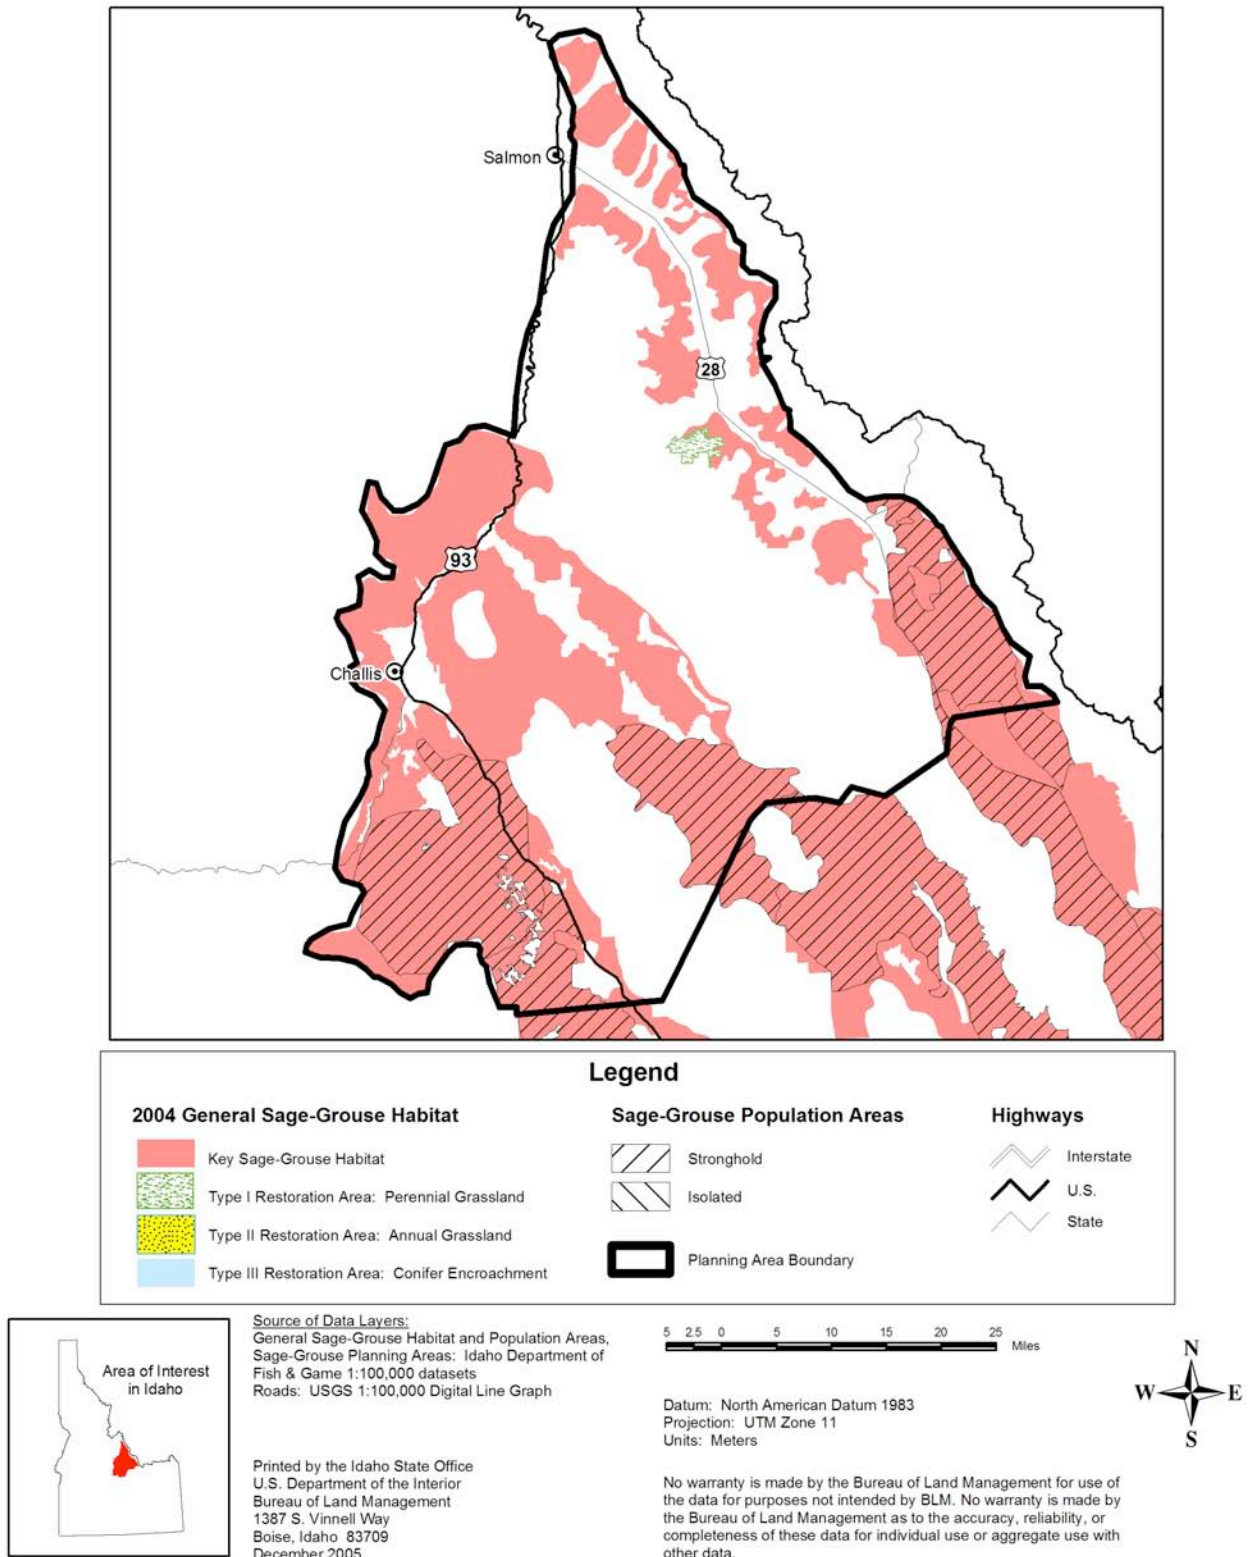 Salmon
28
93
Challis
Legend
2004 General Sage-Grouse Habitat
Key Sage-Grouse Habitat
Type I Restoration Area: Perennial Grassland
Type II Restoration Area: Annual Grassland
Type III Restoration Area: Conifer Encroachment
Sage-Grouse Population Areas
Stronghold
Isolated
Planning Area Boundary
Highways
Interstate
U.S.
State
Area of Interest
in Idaho
Source of Data Layers:
General Sage-Grouse Habitat and Population Areas,
Sage-Grouse Planning Areas: Idaho Department of
Fish & Game 1:100,000 datasets
Roads: USGS 1:100,000 Digital Line Graph
Printed by the Idaho State Office
U.S. Department of the Interior
Bureau of Land Management
1387 S. Vinnell Way
Boise, Idaho 83709
December 2005
5 2.5 0 5 10 15 20 25
Miles
Datum: North American Datum 1983
Projection: UTM Zone 11
Units: Meters
No warranty is made by the Bureau of Land Management for use of
the data for purposes not intended by BLM. No warranty is made by
the Bureau of Land Management as to the accuracy, reliability, or
completeness of these data for individual use or aggregate use with
other data.
N
W E
S